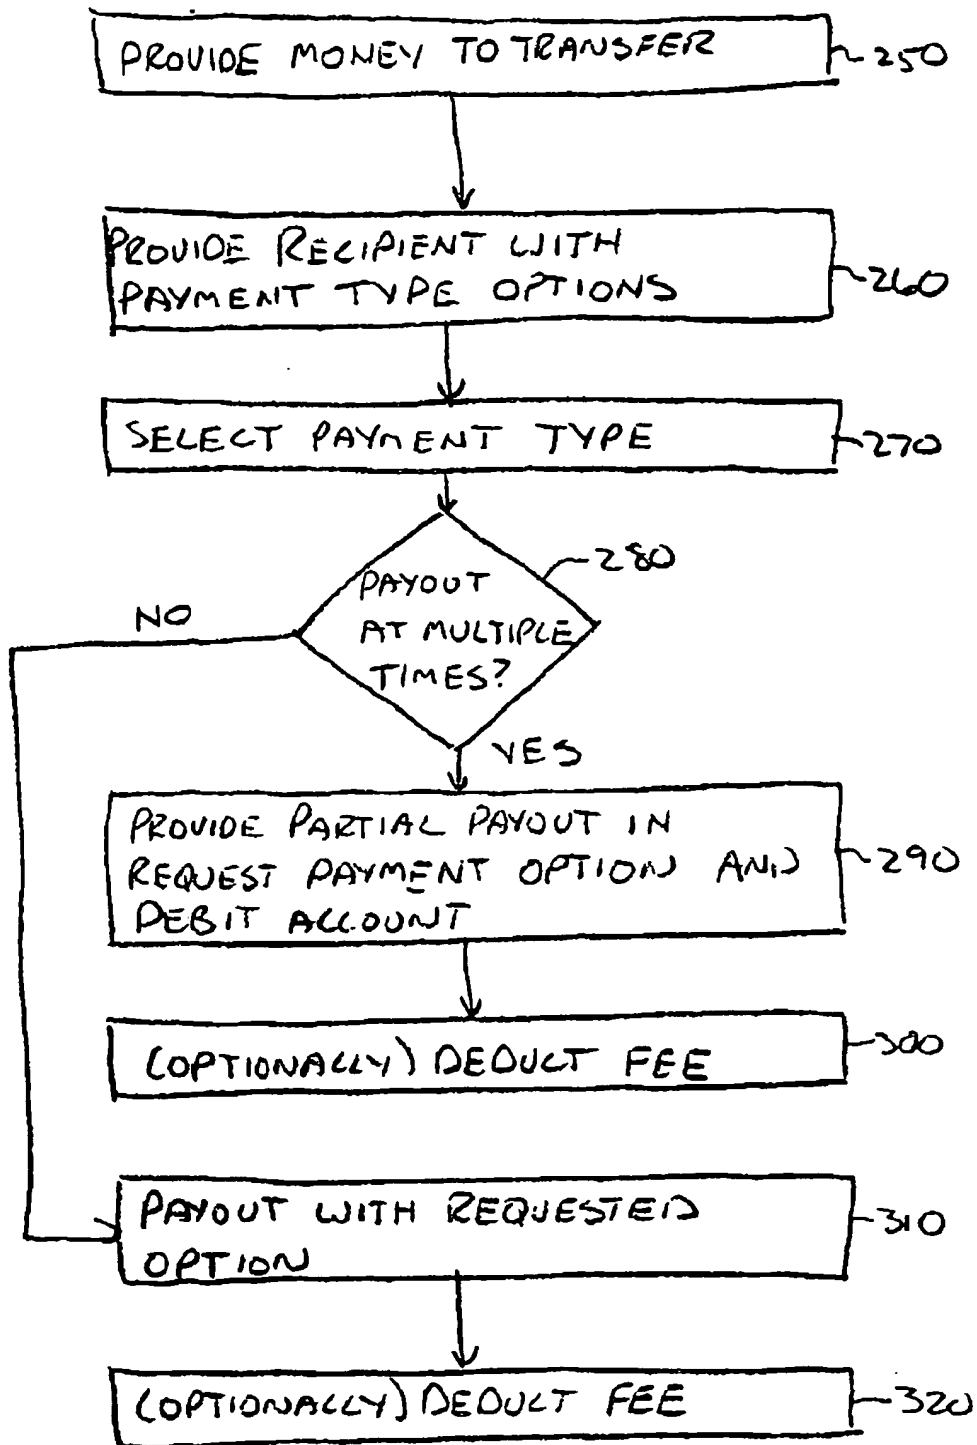 PROVIDE MONEY TO TRANSFER
250
PROVIDE RECIPIENT WITH
PAYMENT TYPE OPTIONS
260
SELECT PAYMENT TYPE
270
280
PAYOUT
AT MULTIPLE
TIMES?
NO
YES
PROVIDE PARTIAL PAYOUT IN
REQUEST PAYMENT OPTION AND
DEBIT ACCOUNT
290
(OPTIONALLY) DEDUCT FEE
300
PAYOUT WITH REQUESTED
OPTION
310
(OPTIONALLY) DEDUCT FEE
320